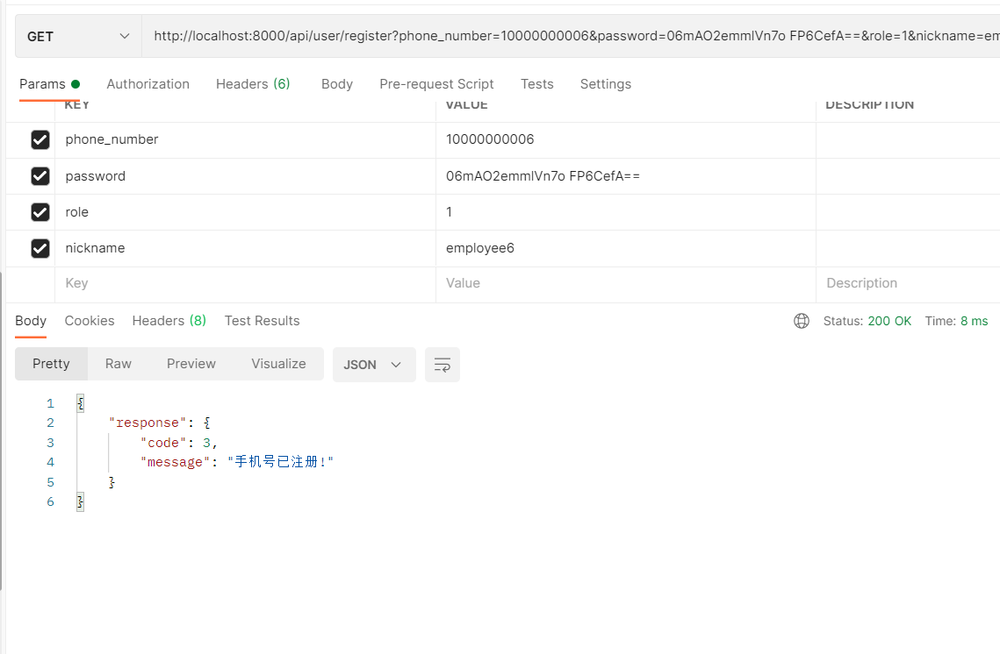 GET http://localhost:8000/api/user/register?phone_number=10000000006&password=06mAO2emmlVn7o FP6CefA==&role=1&nickname=em
Params Authorization Headers (6) Body Pre-request Script Tests Settings
KEY VALUE DESCRIPTION
phone_number 10000000006
password 06mAO2emmlVn7o FP6CefA==
role 1
nickname employee6
Key Value Description
Body Cookies Headers (8) Test Results Status: 200 OK Time: 8 ms
Pretty Raw Preview Visualize JSON
1 {
2 "response": {
3 "code": 3,
4 "message": "手机号已注册!"
5 }
6 }